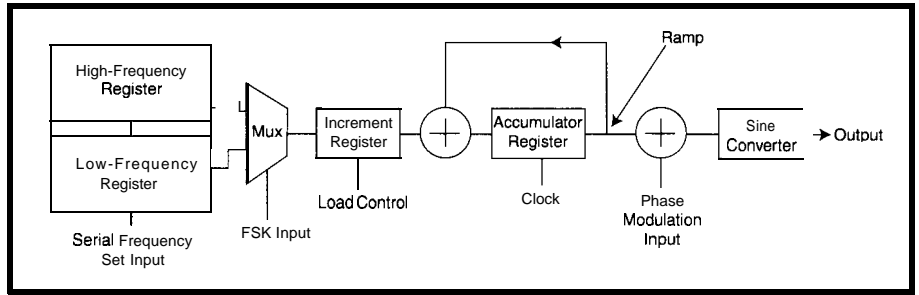 High-Frequency
Register
Low-Frequency
Register
Serial Frequency
Set Input
Mux
FSK Input
Increment
Register
Load Control
Accumulator
Register
Clock
Ramp
Phase
Modulation
Input
Sine
Converter
Output